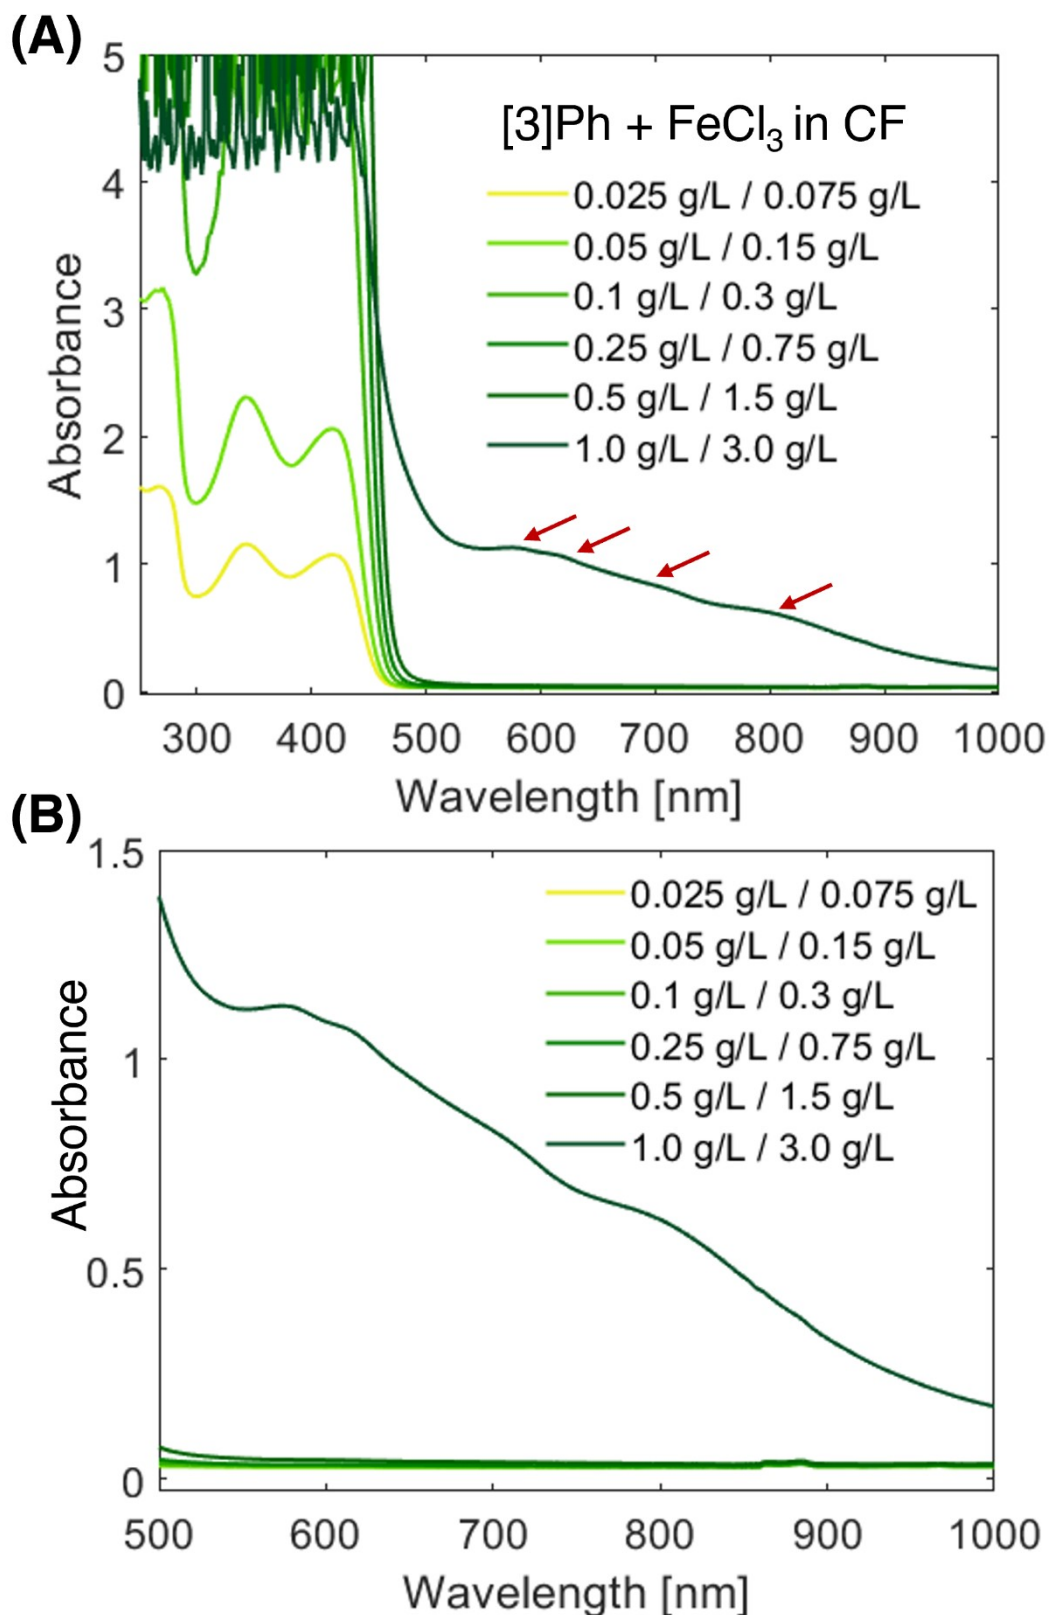 (A)
5
4
3
2
1
0
Absorbance
[3]Ph + FeCl₃ in CF
0.025 g/L / 0.075 g/L
0.05 g/L / 0.15 g/L
0.1 g/L / 0.3 g/L
0.25 g/L / 0.75 g/L
0.5 g/L / 1.5 g/L
1.0 g/L / 3.0 g/L
300 400 500 600 700 800 900 1000
Wavelength [nm]
(B)
1.5
1
0.5
0
Absorbance
0.025 g/L / 0.075 g/L
0.05 g/L / 0.15 g/L
0.1 g/L / 0.3 g/L
0.25 g/L / 0.75 g/L
0.5 g/L / 1.5 g/L
1.0 g/L / 3.0 g/L
500 600 700 800 900 1000
Wavelength [nm]